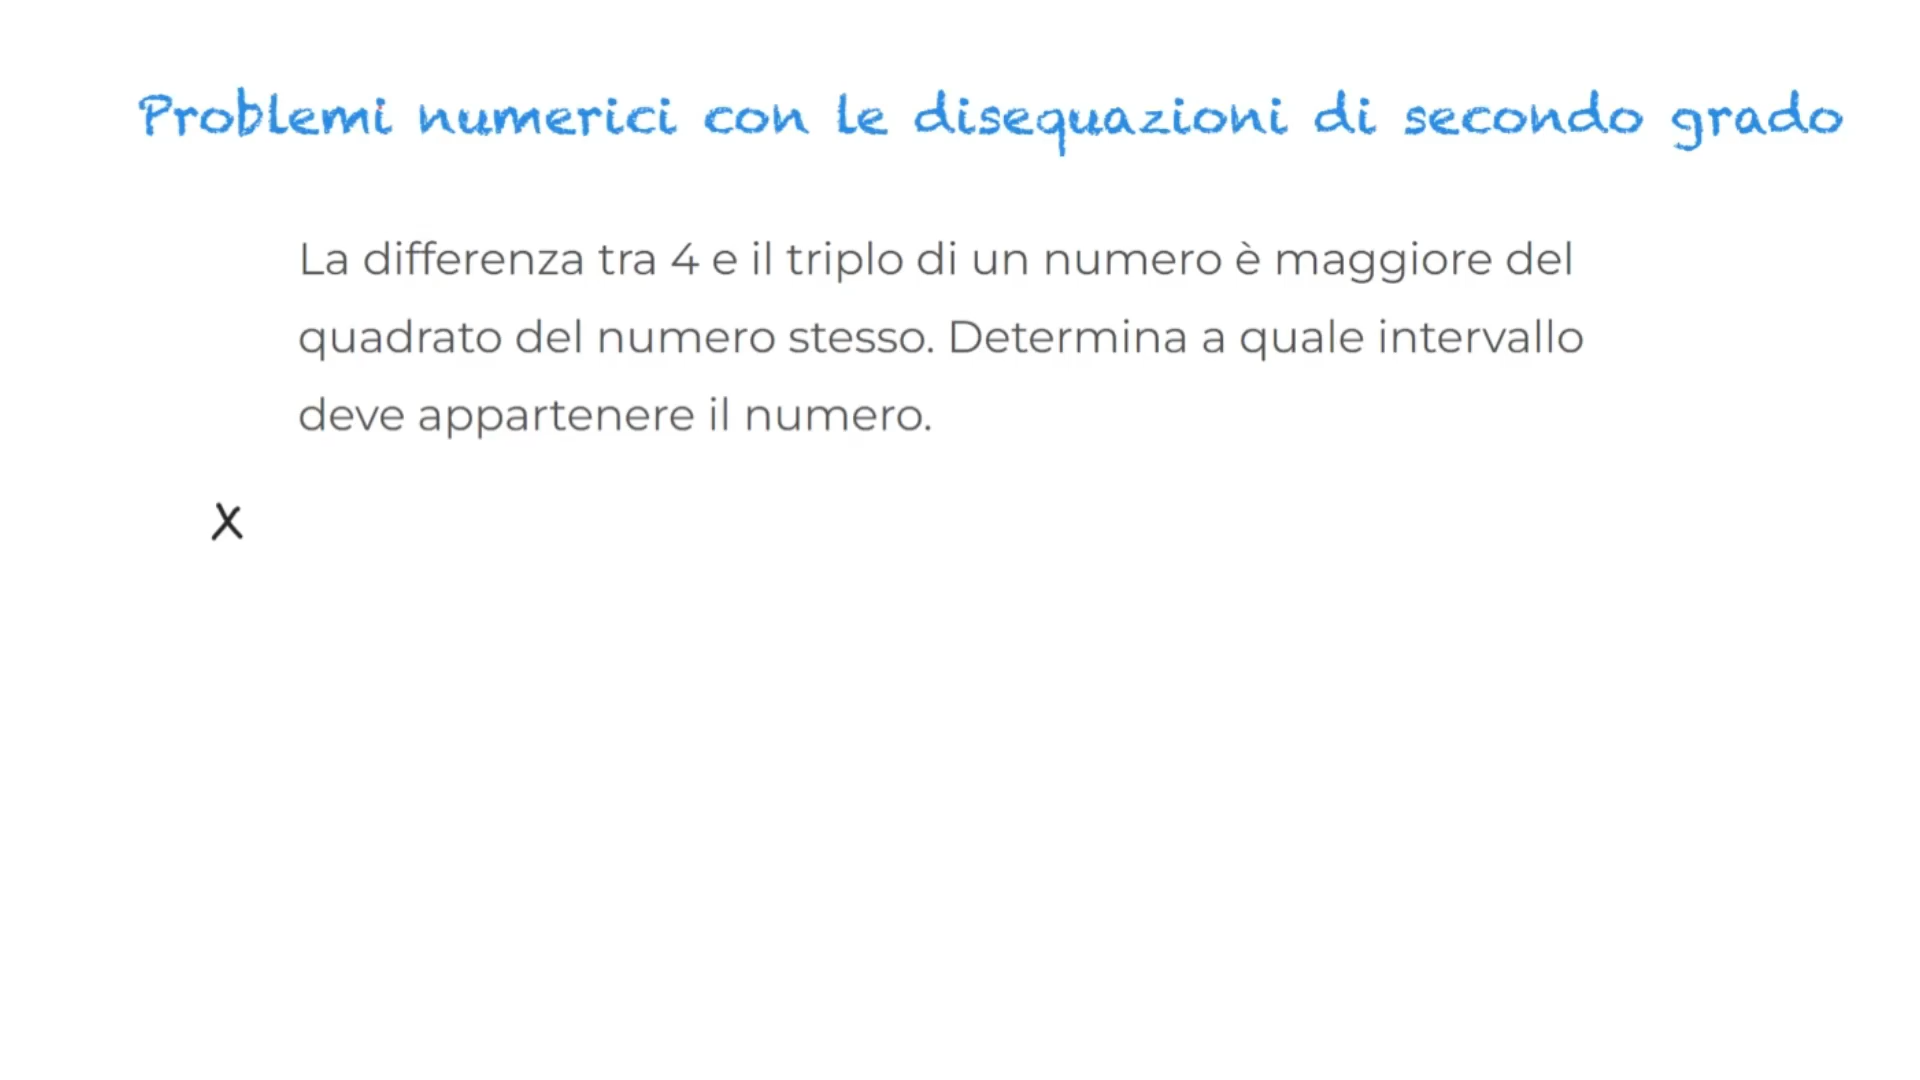 Problemi numerici con le disequazioni di secondo grado
La differenza tra 4 e il triplo di un numero è maggiore del
quadrato del numero stesso. Determina a quale intervallo
deve appartenere il numero.
x